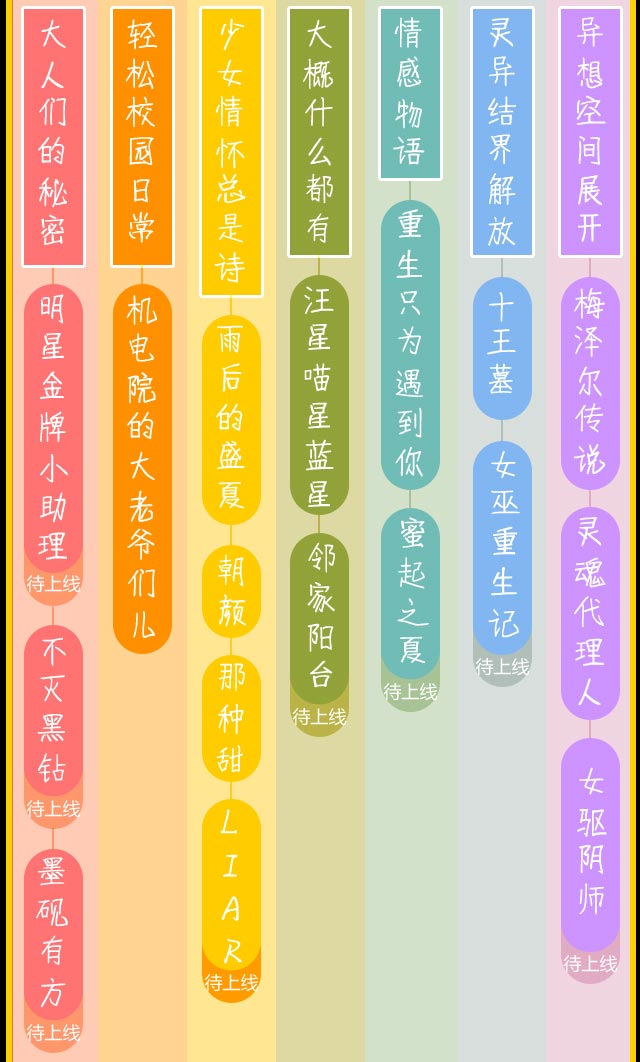 大人们的秘密
明星金牌小助理
待上线
不灭黑钻
待上线
墨砚有方
待上线
轻松校园日常
机电院的大老爷们儿
少女情怀总是诗
雨后的盛夏
朝颜
那种甜
LIAR
待上线
大概什么都有
汪星喵星蓝星
邻家阳台
待上线
情感物语
重生只为遇到你
蜜起之夏
待上线
灵异结界解放
十王墓
女巫重生记
待上线
异想空间展开
梅泽尔传说
灵魂代理人
女驱阴师
待上线